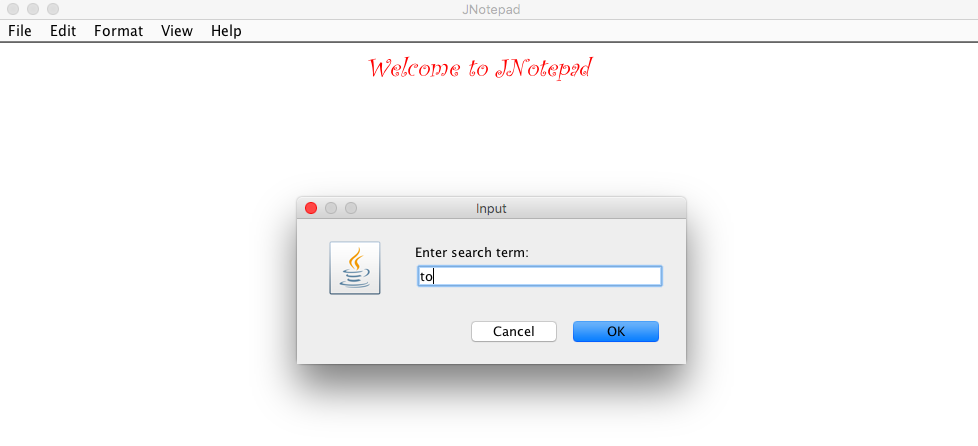 JNotepad
File Edit Format View Help
Welcome to JNotepad
Input
Enter search term:
to
Cancel OK